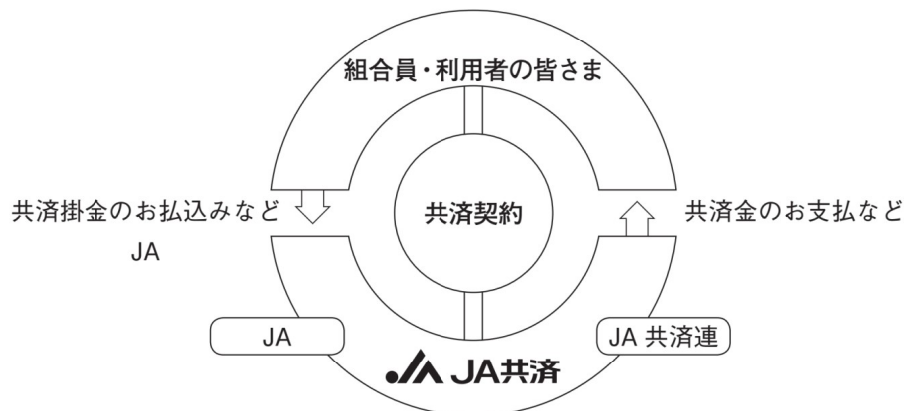 組合員・利用者の皆さま
共済掛金のお払込みなど
JA
共済契約
共済金のお支払など
JA
JA 共済連
JA共済